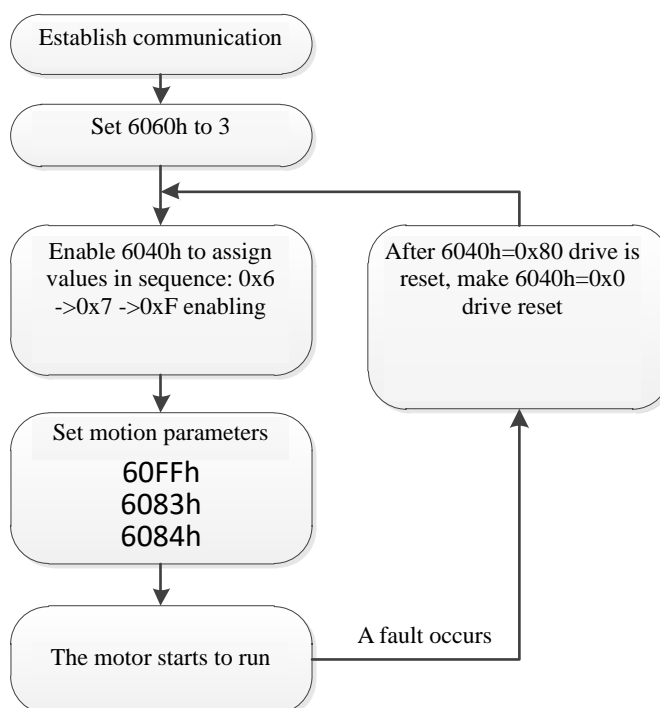 Establish communication
Set 6060h to 3
Enable 6040h to assign
values in sequence: 0x6
->0x7 ->0xF enabling
After 6040h=0x80 drive is
reset, make 6040h=0x0
drive reset
Set motion parameters
60FFh
6083h
6084h
The motor starts to run
A fault occurs